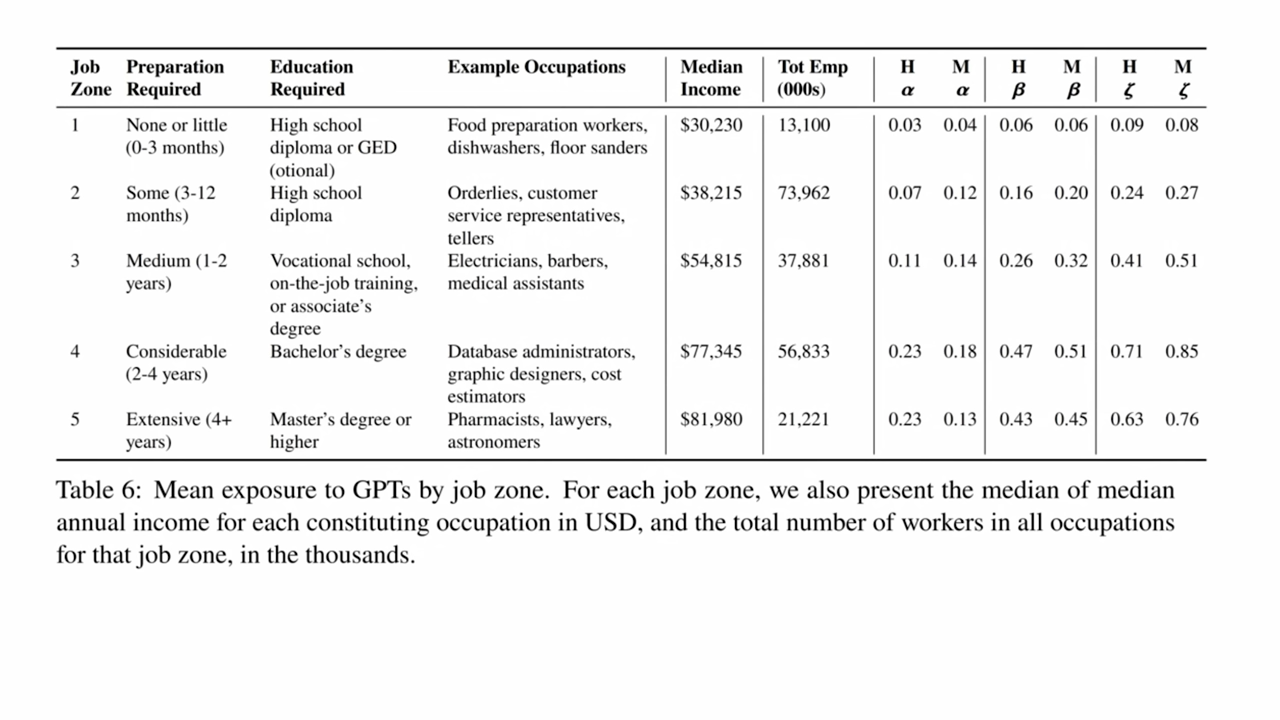 Job Preparation Education Example Occupations Median Tot Emp H M H M H M
Zone Required Required Income (000s) α α β β ζ ζ
1 None or little High school Food preparation workers, $30,230 13,100 0.03 0.04 0.06 0.06 0.09 0.08
(0-3 months) diploma or GED dishwashers, floor sanders
(otional)
2 Some (3-12 High school Orderlies, customer $38,215 73,962 0.07 0.12 0.16 0.20 0.24 0.27
months) diploma service representatives,
tellers
3 Medium (1-2 Vocational school, Electricians, barbers, $54,815 37,881 0.11 0.14 0.26 0.32 0.41 0.51
years) on-the-job training, medical assistants
or associate's
degree
4 Considerable Bachelor's degree Database administrators, $77,345 56,833 0.23 0.18 0.47 0.51 0.71 0.85
(2-4 years) graphic designers, cost
estimators
5 Extensive (4+ Master's degree or Pharmacists, lawyers, $81,980 21,221 0.23 0.13 0.43 0.45 0.63 0.76
years) higher astronomers
Table 6: Mean exposure to GPTs by job zone. For each job zone, we also present the median of median
annual income for each constituting occupation in USD, and the total number of workers in all occupations
for that job zone, in the thousands.